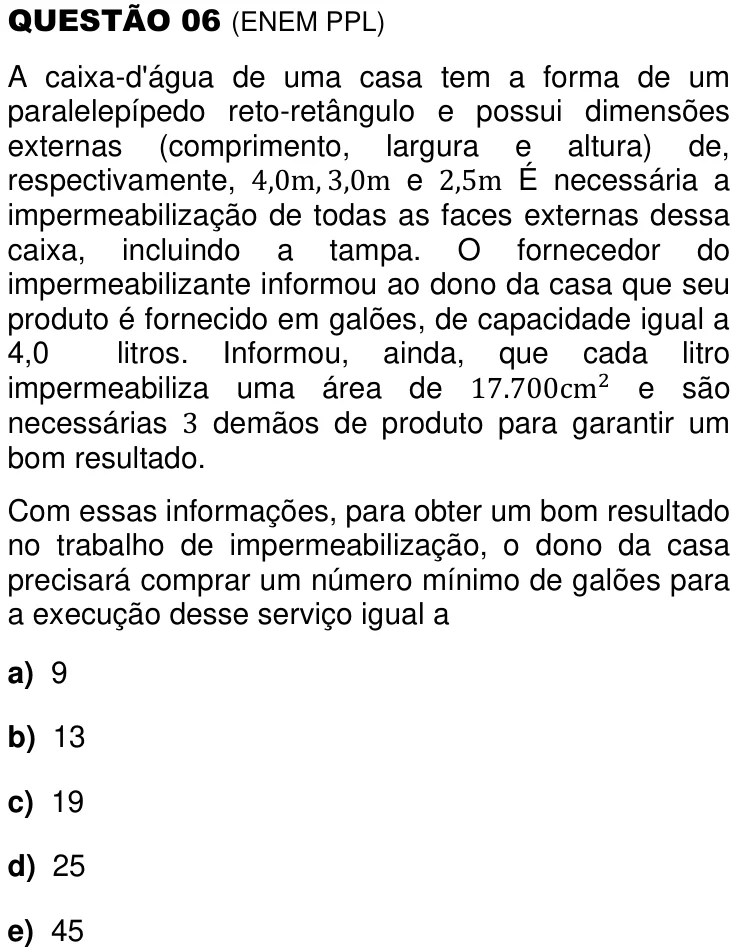 QUESTÃO 06 (ENEM PPL)
A caixa-d'água de uma casa tem a forma de um
paralelepípedo reto-retângulo e possui dimensões
externas (comprimento, largura e altura) de,
respectivamente, 4,0m, 3,0m e 2,5m É necessária a
impermeabilização de todas as faces externas dessa
caixa, incluindo a tampa. O fornecedor do
impermeabilizante informou ao dono da casa que seu
produto é fornecido em galões, de capacidade igual a
4,0 litros. Informou, ainda, que cada litro
impermeabiliza uma área de 17.700cm² e são
necessárias 3 demãos de produto para garantir um
bom resultado.
Com essas informações, para obter um bom resultado
no trabalho de impermeabilização, o dono da casa
precisará comprar um número mínimo de galões para
a execução desse serviço igual a
a) 9
b) 13
c) 19
d) 25
e) 45